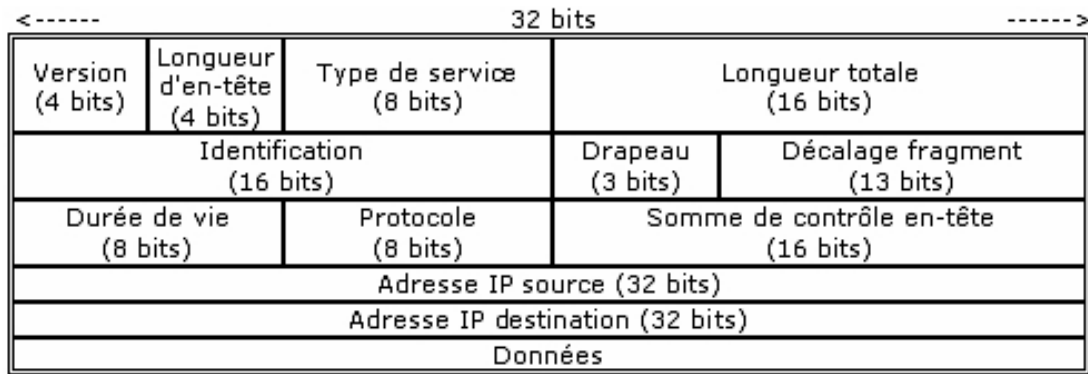 <------ 32 bits ------>
Version
(4 bits)
Longueur
d'en-tête
(4 bits)
Type de service
(8 bits)
Longueur totale
(16 bits)
Identification
(16 bits)
Drapeau
(3 bits)
Décalage fragment
(13 bits)
Durée de vie
(8 bits)
Protocole
(8 bits)
Somme de contrôle en-tête
(16 bits)
Adresse IP source (32 bits)
Adresse IP destination (32 bits)
Données